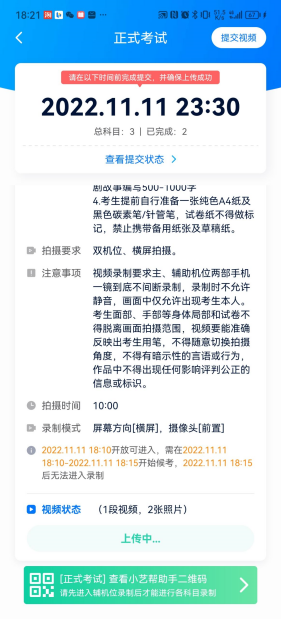 18:21
正式考试
提交视频
请在以下时间前完成提交，并确保上传成功
2022.11.11 23:30
总科目：3 | 已完成：2
查看提交状态
剧故事编写500-1000字
4.考生提前自行准备一张纯色A4纸及
黑色碳素笔/针管笔，试卷纸不得做标
记，禁止携带备用纸张及草稿纸。
拍摄要求 双机位、横屏拍摄。
注意事项 视频录制要求主、辅助机位两部手机
一镜到底不间断录制，录制时不允许
静音，画面中仅允许出现考生本人。
考生面部、手部等身体局部和试卷不
得脱离画面拍摄范围，视频要能准确
反映出考生用笔，不得随意切换拍摄
角度，不得有暗示性的言语或行为，
作品中不得出现任何影响评判公正的
信息或标识。
拍摄时间 10:00
录制模式 屏幕方向[横屏]，摄像头[前置]
2022.11.11 18:10开放可进入，需在2022.11.11
18:10-2022.11.11 18:15开始候考，2022.11.11 18:15
后无法进入录制
视频状态 （1段视频，2张照片）
上传中...
[正式考试] 查看小艺帮助手二维码
请先进入辅机位录制后才能进行各科目录制